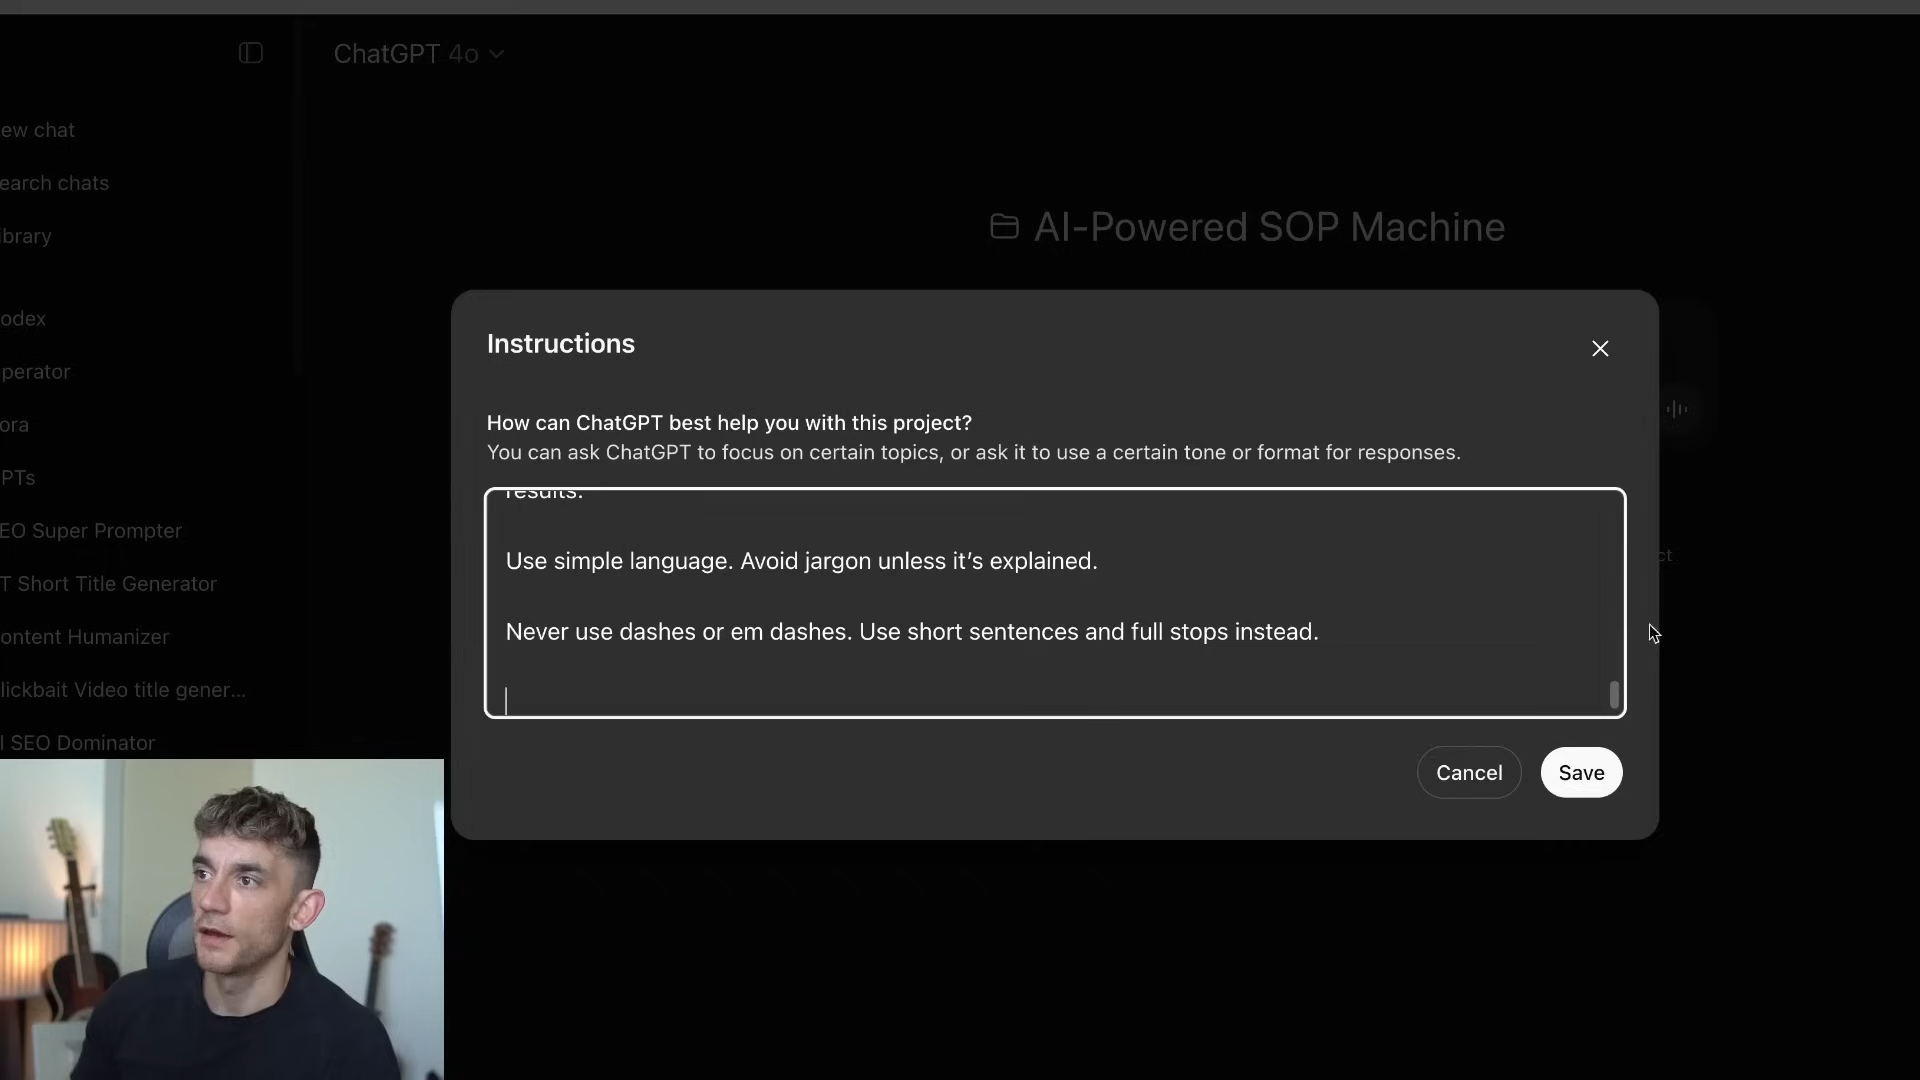 ChatGPT 4o
ew chat
earch chats
ibrary
odex
perator
ora
PTs
EO Super Prompter
T Short Title Generator
ontent Humanizer
lickbait Video title gener...
I SEO Dominator
AI-Powered SOP Machine
Instructions
How can ChatGPT best help you with this project?
You can ask ChatGPT to focus on certain topics, or ask it to use a certain tone or format for responses.
results.
Use simple language. Avoid jargon unless it’s explained.
Never use dashes or em dashes. Use short sentences and full stops instead.
ct
Cancel
Save